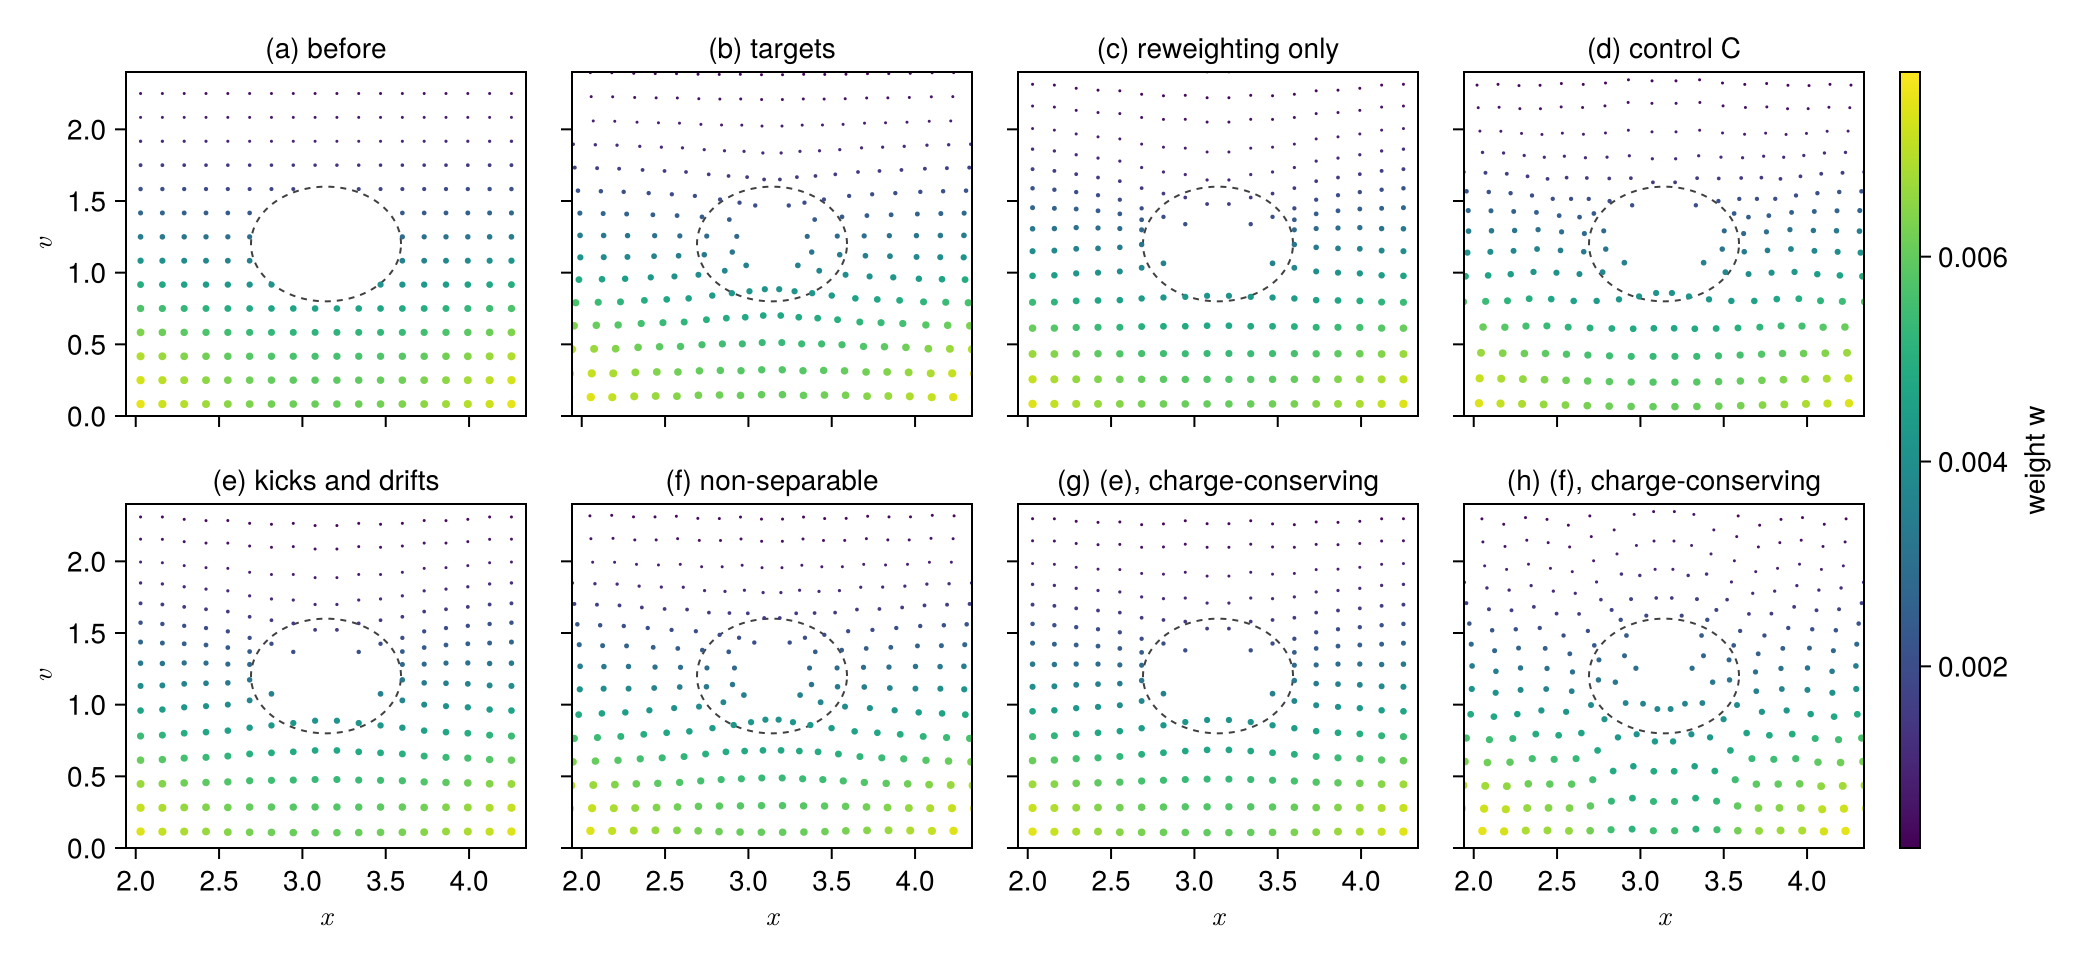 (a) before
(b) targets
(c) reweighting only
(d) control C
2.0
1.5
1.0
0.5
0.0
v
(e) kicks and drifts
(f) non-separable
(g) (e), charge-conserving
(h) (f), charge-conserving
2.0
1.5
1.0
0.5
0.0
v
2.0 2.5 3.0 3.5 4.0
2.0 2.5 3.0 3.5 4.0
2.0 2.5 3.0 3.5 4.0
2.0 2.5 3.0 3.5 4.0
x
x
x
x
0.006
0.004
0.002
weight w